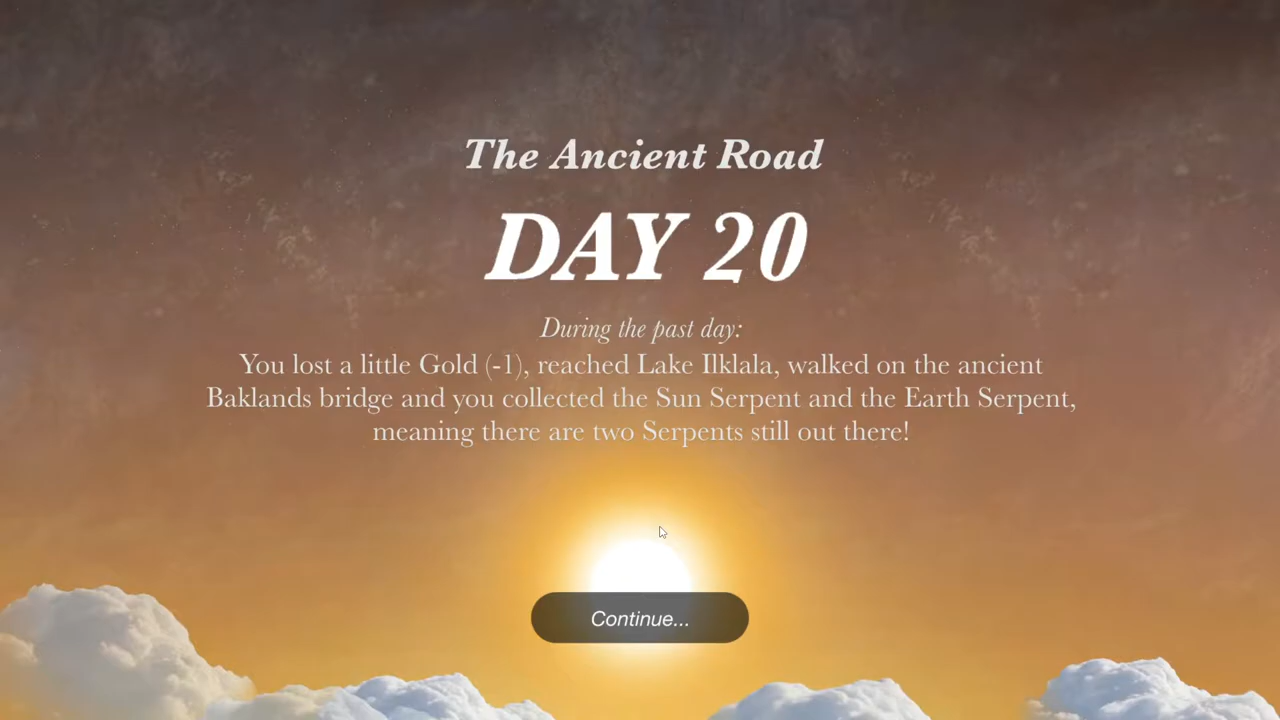 The Ancient Road
DAY 20
During the past day:
You lost a little Gold (-1), reached Lake Ilklala, walked on the ancient
Baklands bridge and you collected the Sun Serpent and the Earth Serpent,
meaning there are two Serpents still out there!
Continue...